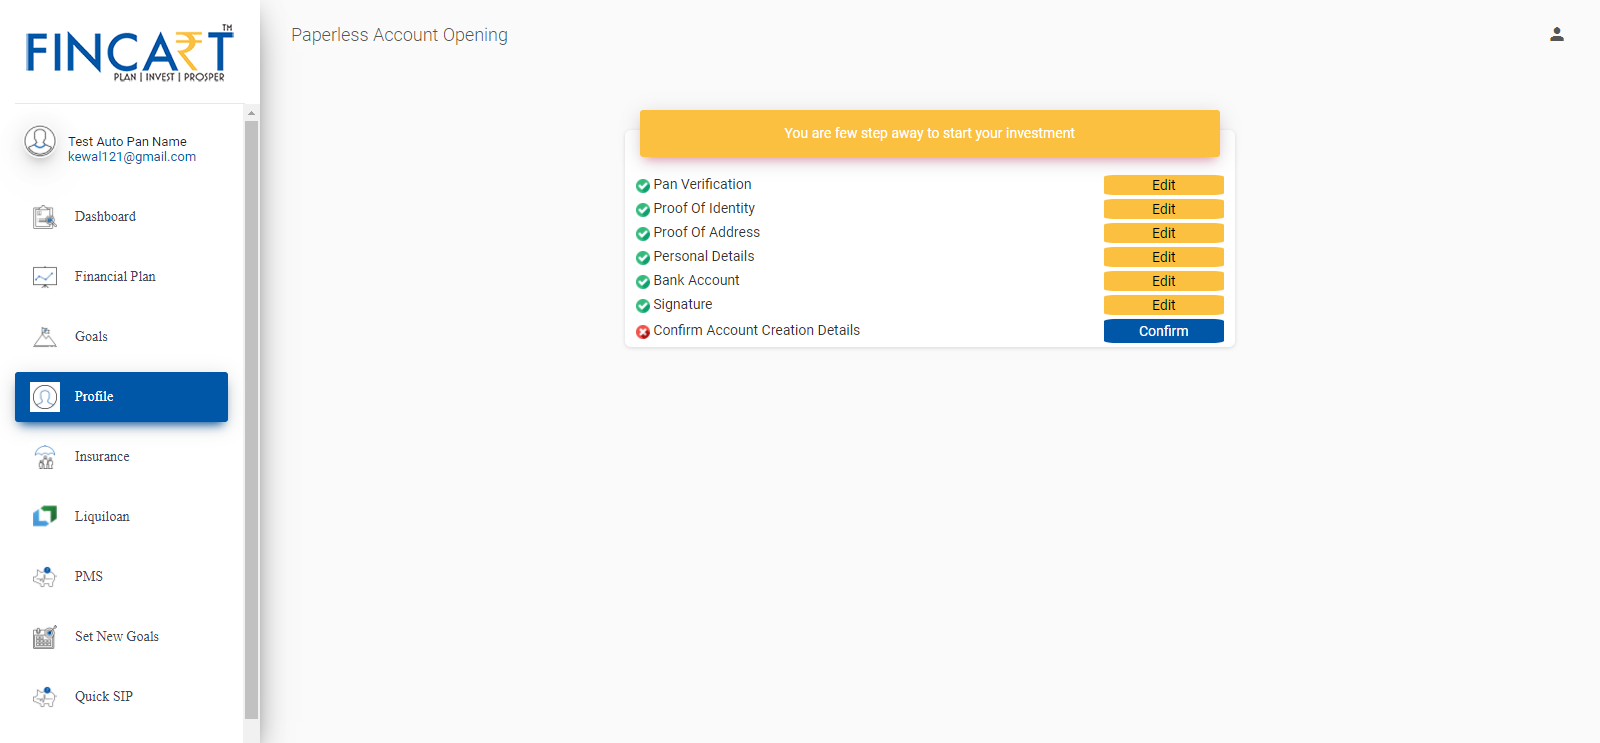 FINCART TM
PLAN | INVEST | PROSPER
Paperless Account Opening
Test Auto Pan Name
kewal121@gmail.com
Dashboard
Financial Plan
Goals
Profile
Insurance
Liquiloan
PMS
Set New Goals
Quick SIP
You are few step away to start your investment
Pan Verification Edit
Proof Of Identity Edit
Proof Of Address Edit
Personal Details Edit
Bank Account Edit
Signature Edit
Confirm Account Creation Details Confirm